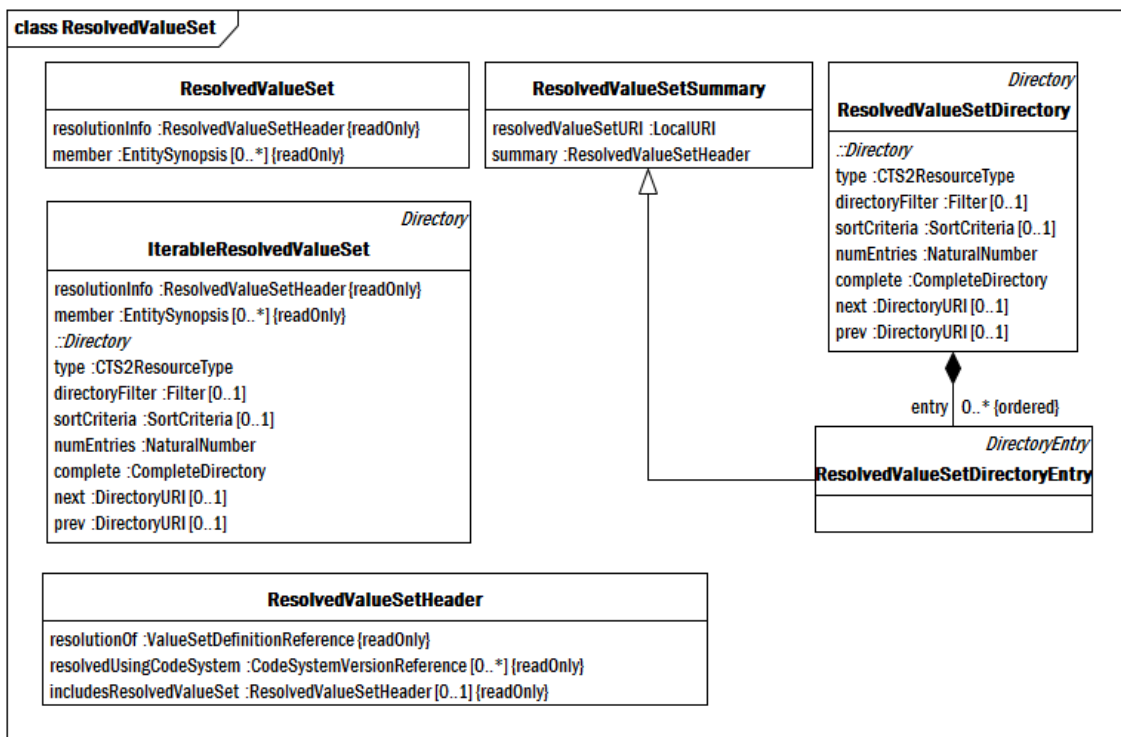 class ResolvedValueSet
ResolvedValueSet
resolutionInfo :ResolvedValueSetHeader {readOnly}
member :EntitySynopsis [0..*] {readOnly}
ResolvedValueSetSummary
resolvedValueSetURI :LocalURI
summary :ResolvedValueSetHeader
Directory
ResolvedValueSetDirectory
::Directory
type :CTS2ResourceType
directoryFilter :Filter [0..1]
sortCriteria :SortCriteria [0..1]
numEntries :NaturalNumber
complete :CompleteDirectory
next :DirectoryURI [0..1]
prev :DirectoryURI [0..1]
Directory
IterableResolvedValueSet
resolutionInfo :ResolvedValueSetHeader {readOnly}
member :EntitySynopsis [0..*] {readOnly}
::Directory
type :CTS2ResourceType
directoryFilter :Filter [0..1]
sortCriteria :SortCriteria [0..1]
numEntries :NaturalNumber
complete :CompleteDirectory
next :DirectoryURI [0..1]
prev :DirectoryURI [0..1]
entry 0..* {ordered}
DirectoryEntry
ResolvedValueSetDirectoryEntry
ResolvedValueSetHeader
resolutionOf :ValueSetDefinitionReference {readOnly}
resolvedUsingCodeSystem :CodeSystemVersionReference [0..*] {readOnly}
includesResolvedValueSet :ResolvedValueSetHeader [0..1] {readOnly}